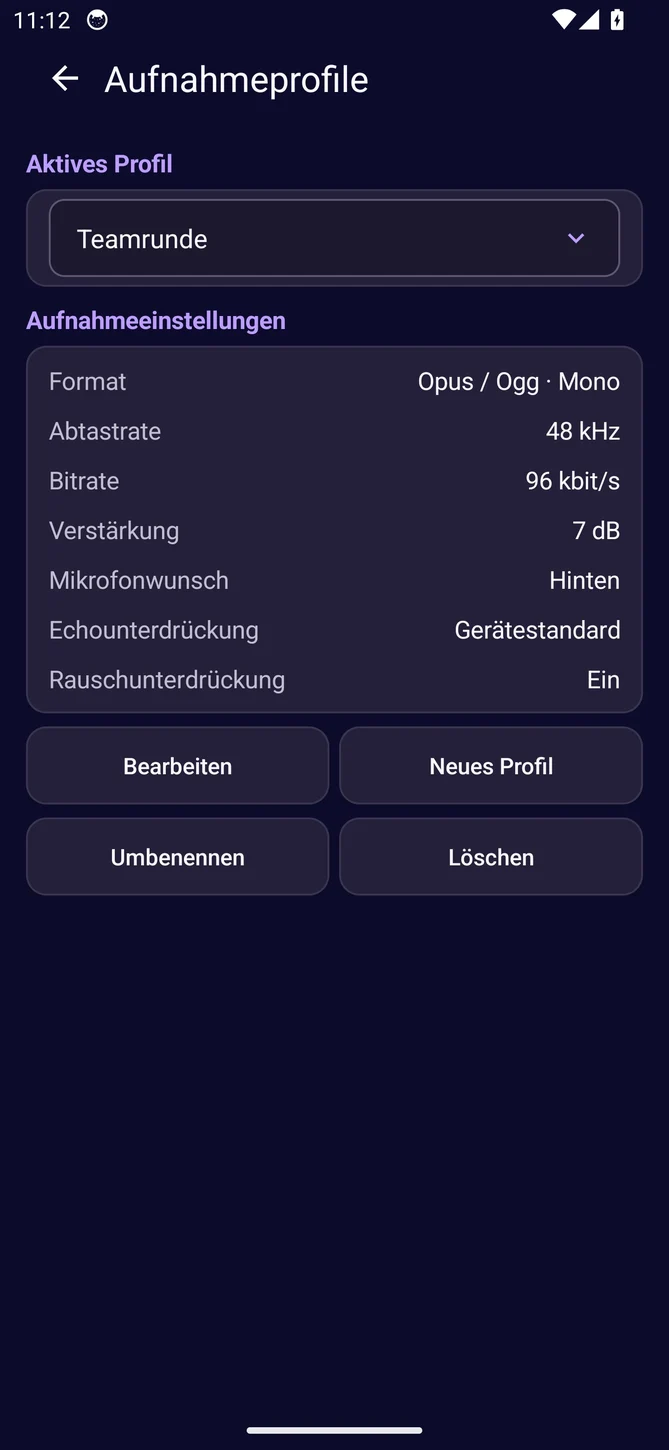 11:12
Aufnahmeprofile
Aktives Profil
Teamrunde
Aufnahmeeinstellungen
Format Opus / Ogg · Mono
Abtastrate 48 kHz
Bitrate 96 kbit/s
Verstärkung 7 dB
Mikrofonwunsch Hinten
Echounterdrückung Gerätestandard
Rauschunterdrückung Ein
Bearbeiten Neues Profil
Umbenennen Löschen